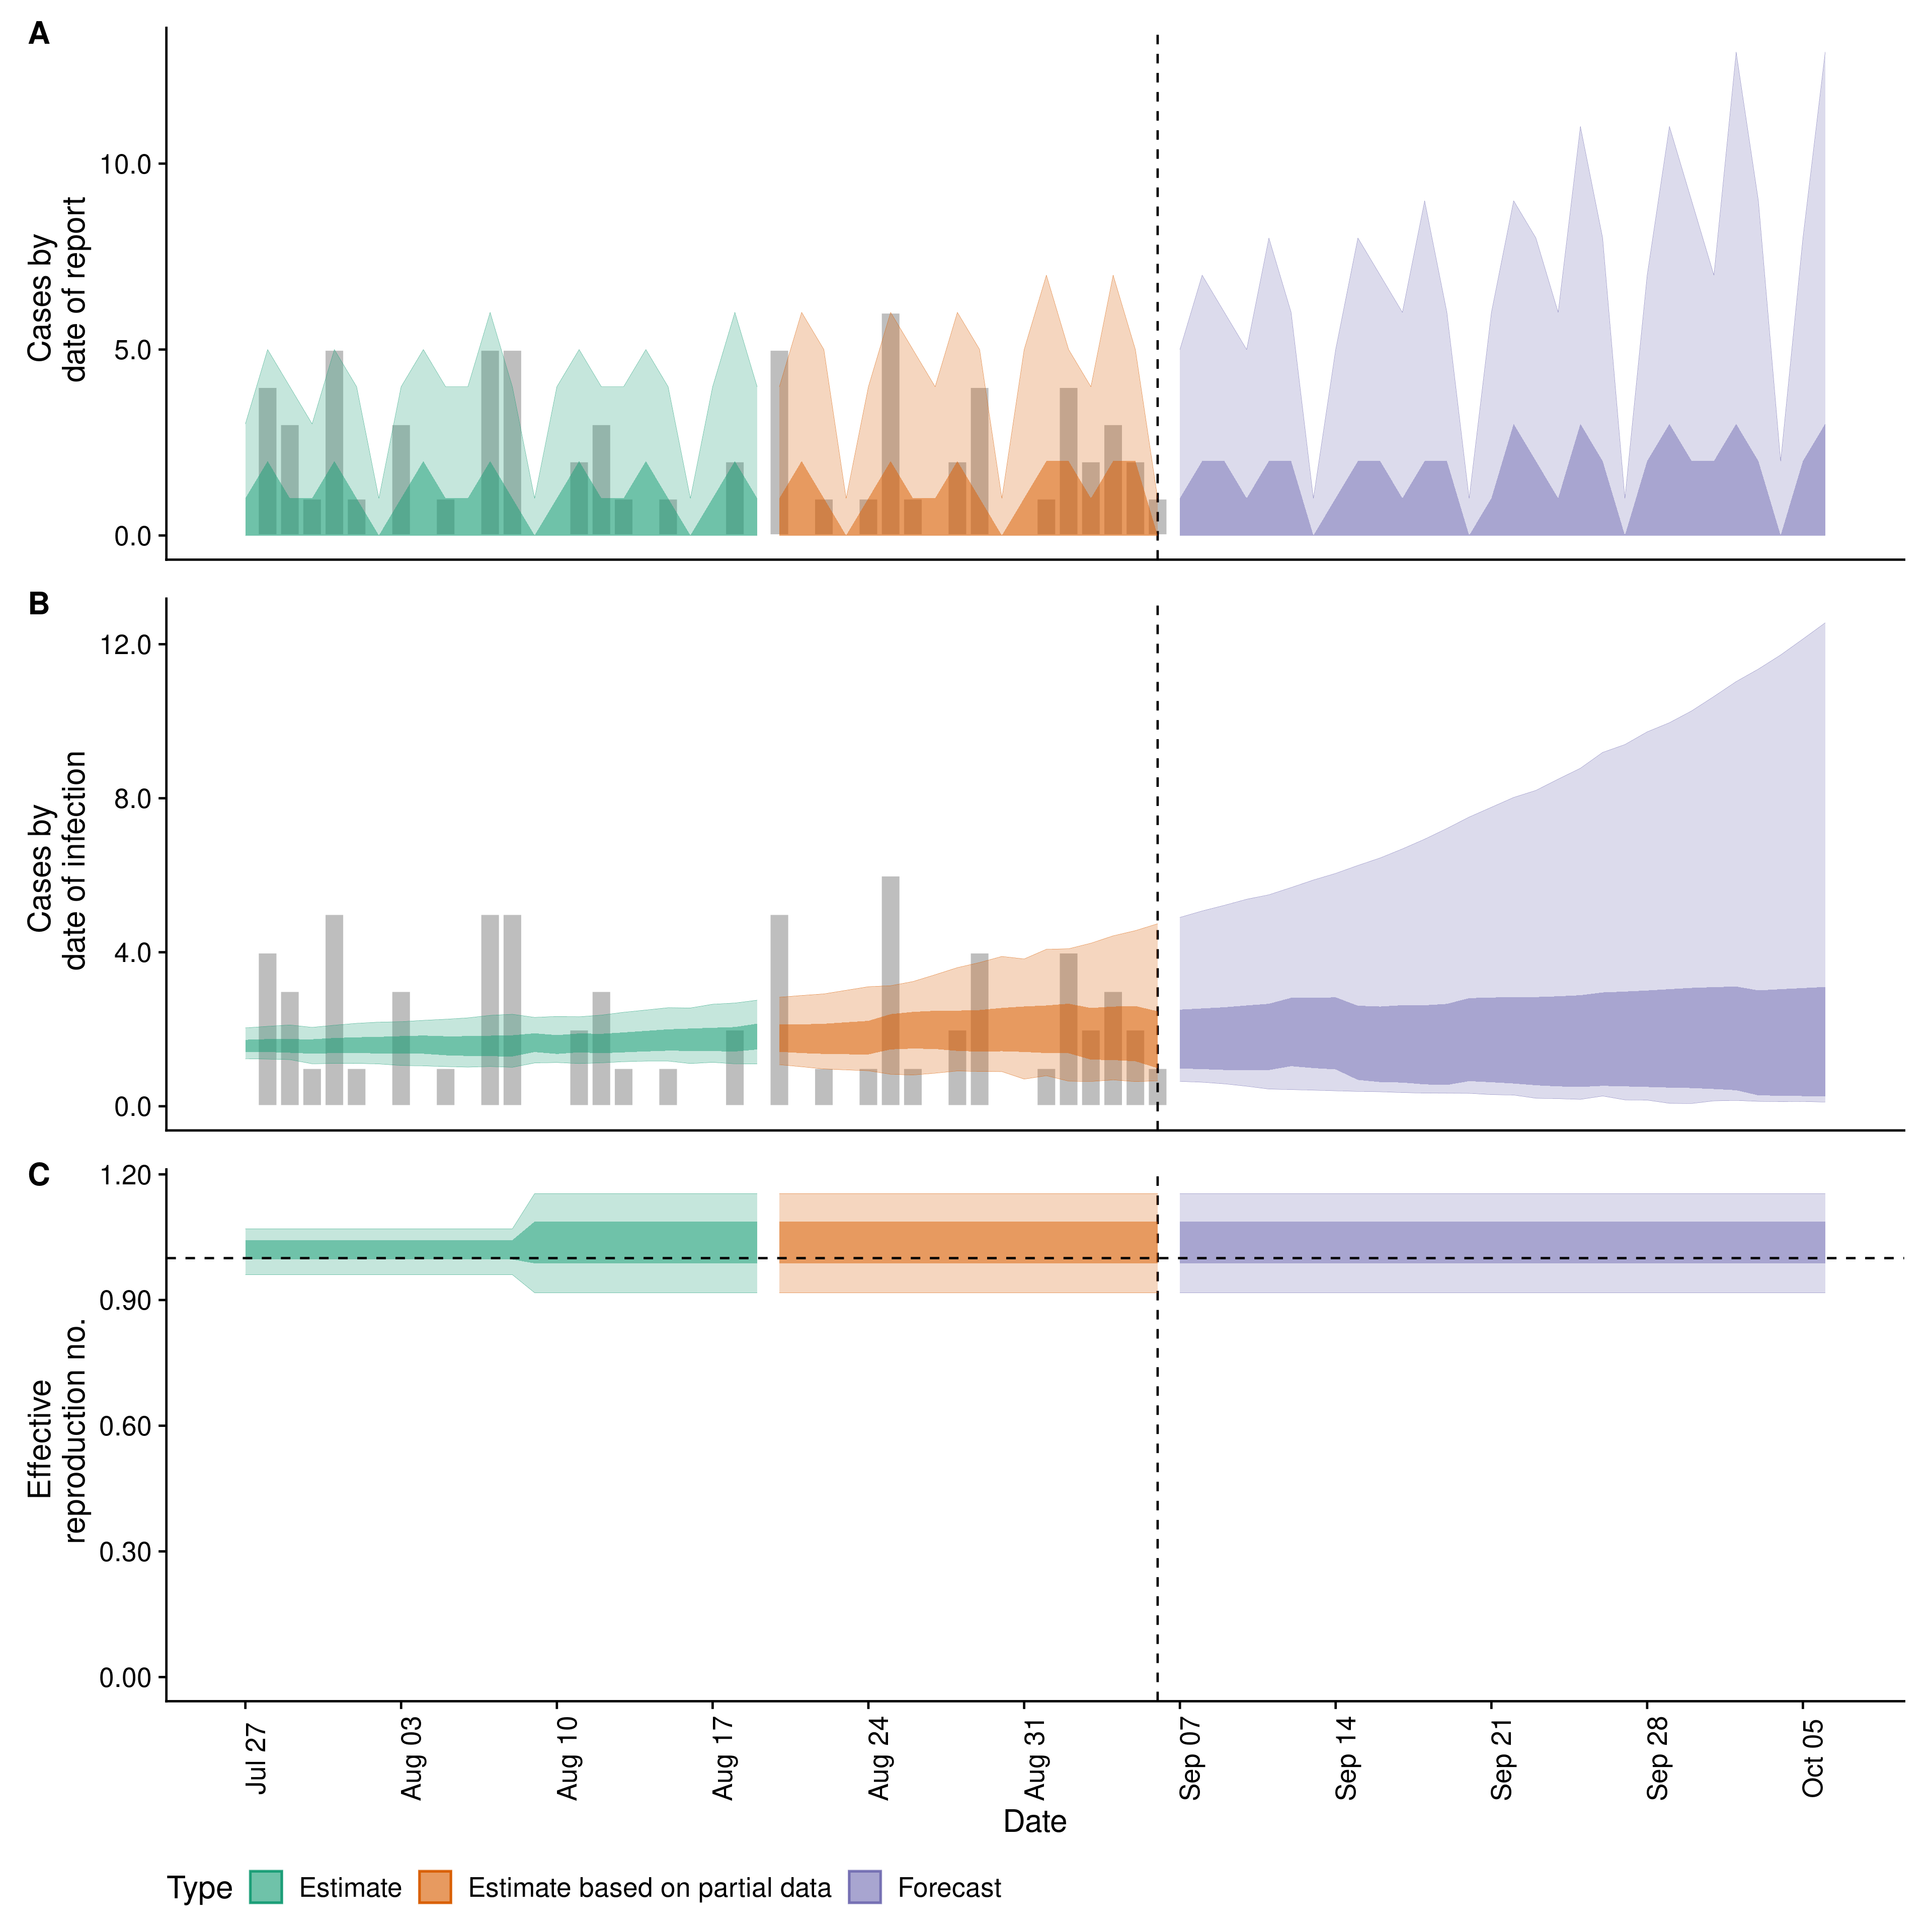 A
Cases by
date of report
10.0
5.0
0.0
B
Cases by
date of infection
12.0
8.0
4.0
0.0
C
Effective
reproduction no.
1.20
0.90
0.60
0.30
0.00
Jul 27
Aug 03
Aug 10
Aug 17
Aug 24
Aug 31
Sep 07
Sep 14
Sep 21
Sep 28
Oct 05
Date
Type Estimate Estimate based on partial data Forecast